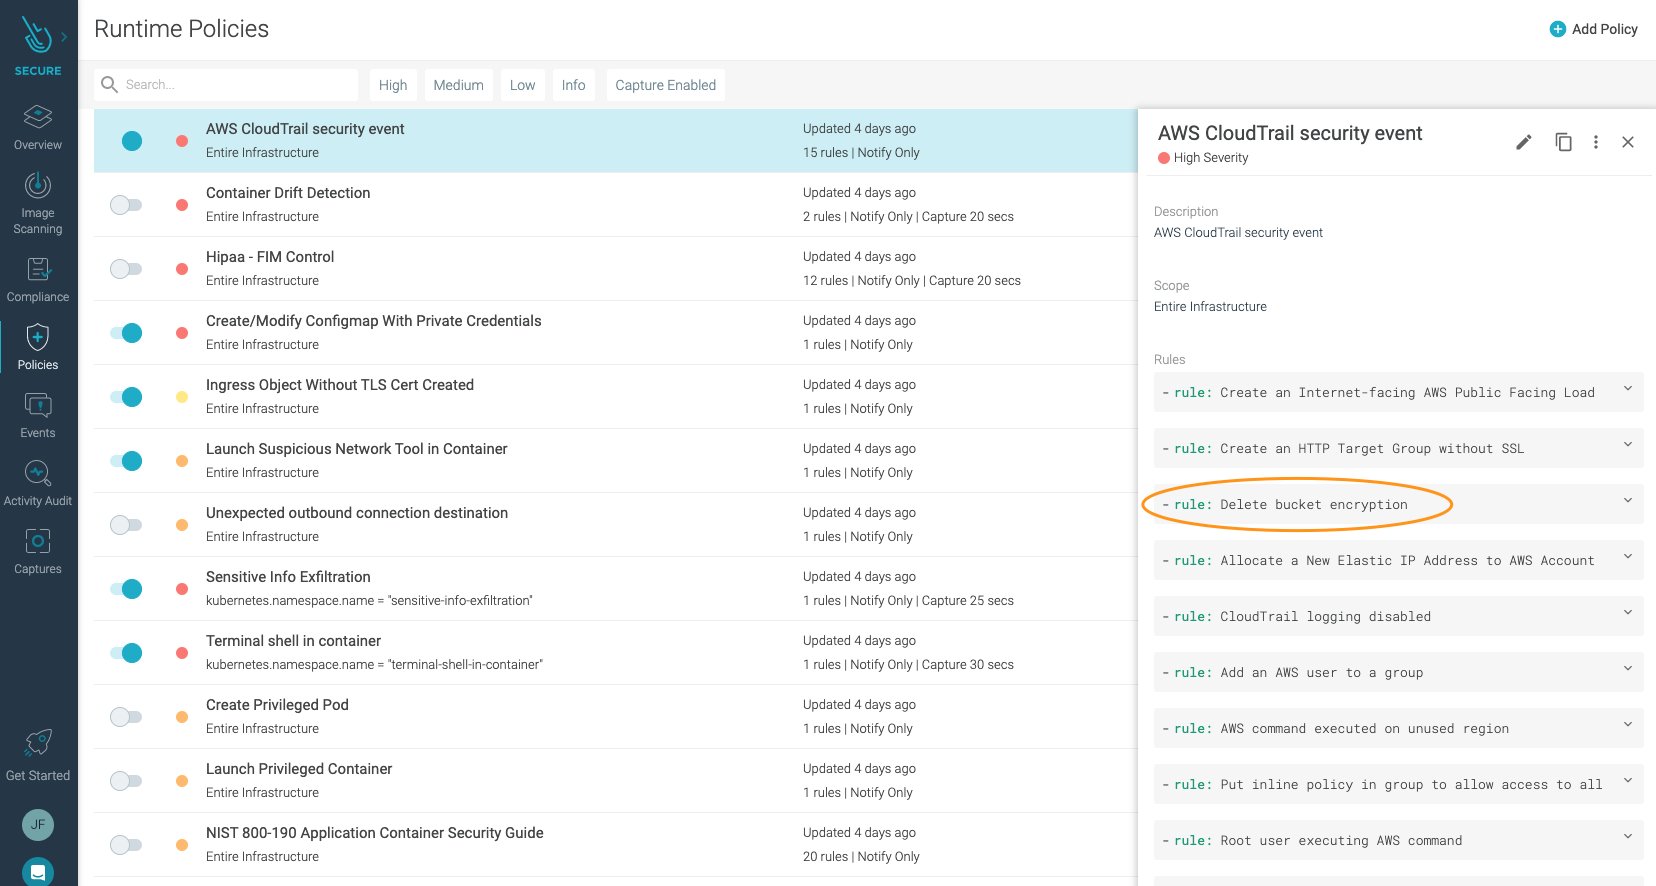 SECURE
Overview
Image
Scanning
Compliance
Policies
Events
Activity Audit
Captures
Get Started
JF
Runtime Policies
Add Policy
Search...
High
Medium
Low
Info
Capture Enabled
AWS CloudTrail security event
Entire Infrastructure
Updated 4 days ago
15 rules | Notify Only
Container Drift Detection
Entire Infrastructure
Updated 4 days ago
2 rules | Notify Only | Capture 20 secs
Hipaa - FIM Control
Entire Infrastructure
Updated 4 days ago
12 rules | Notify Only | Capture 20 secs
Create/Modify Configmap With Private Credentials
Entire Infrastructure
Updated 4 days ago
1 rules | Notify Only
Ingress Object Without TLS Cert Created
Entire Infrastructure
Updated 4 days ago
1 rules | Notify Only
Launch Suspicious Network Tool in Container
Entire Infrastructure
Updated 4 days ago
1 rules | Notify Only
Unexpected outbound connection destination
Entire Infrastructure
Updated 4 days ago
1 rules | Notify Only
Sensitive Info Exfiltration
kubernetes.namespace.name = "sensitive-info-exfiltration"
Updated 4 days ago
1 rules | Notify Only | Capture 25 secs
Terminal shell in container
kubernetes.namespace.name = "terminal-shell-in-container"
Updated 4 days ago
1 rules | Notify Only | Capture 30 secs
Create Privileged Pod
Entire Infrastructure
Updated 4 days ago
1 rules | Notify Only
Launch Privileged Container
Entire Infrastructure
Updated 4 days ago
1 rules | Notify Only
NIST 800-190 Application Container Security Guide
Entire Infrastructure
Updated 4 days ago
20 rules | Notify Only
AWS CloudTrail security event
High Severity
Description
AWS CloudTrail security event
Scope
Entire Infrastructure
Rules
- rule: Create an Internet-facing AWS Public Facing Load
- rule: Create an HTTP Target Group without SSL
- rule: Delete bucket encryption
- rule: Allocate a New Elastic IP Address to AWS Account
- rule: CloudTrail logging disabled
- rule: Add an AWS user to a group
- rule: AWS command executed on unused region
- rule: Put inline policy in group to allow access to all
- rule: Root user executing AWS command